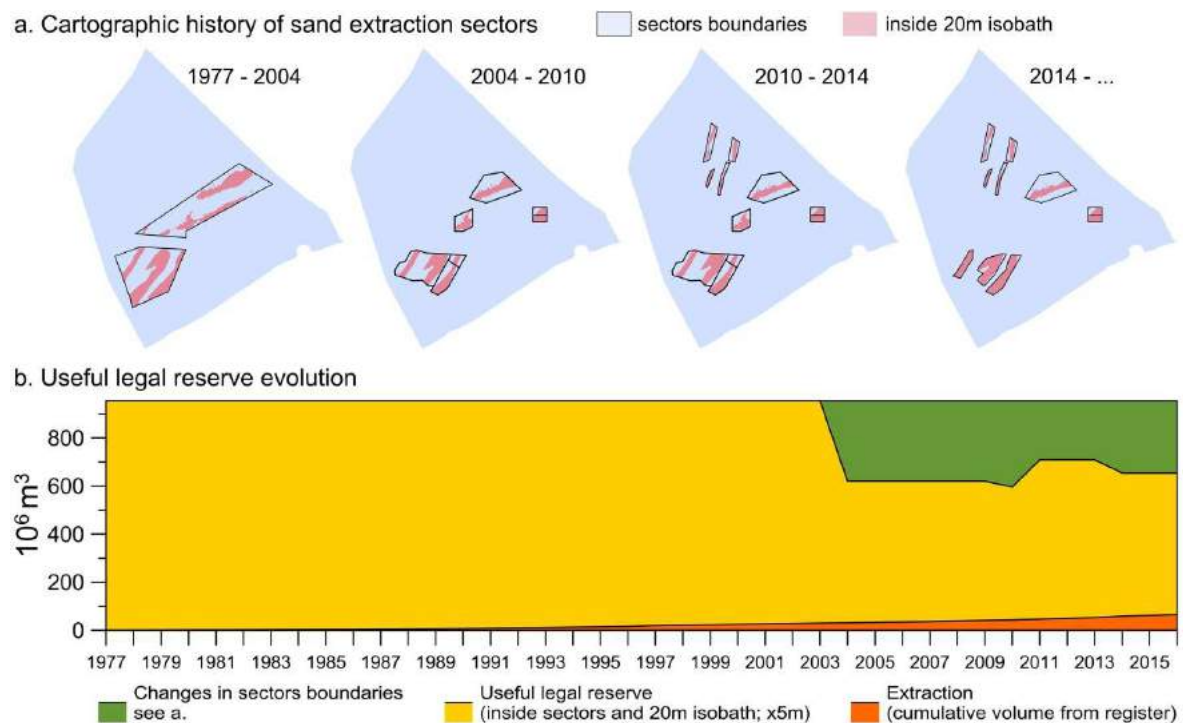 a. Cartographic history of sand extraction sectors
sectors boundaries
inside 20m isobath
1977 - 2004
2004 - 2010
2010 - 2014
2014 - ...
b. Useful legal reserve evolution
10⁶ m³
800
600
400
200
0
1977 1979 1981 1983 1985 1987 1989 1991 1993 1995 1997 1999 2001 2003 2005 2007 2009 2011 2013 2015
Changes in sectors boundaries
see a.
Useful legal reserve
(inside sectors and 20m isobath; x5m)
Extraction
(cumulative volume from register)